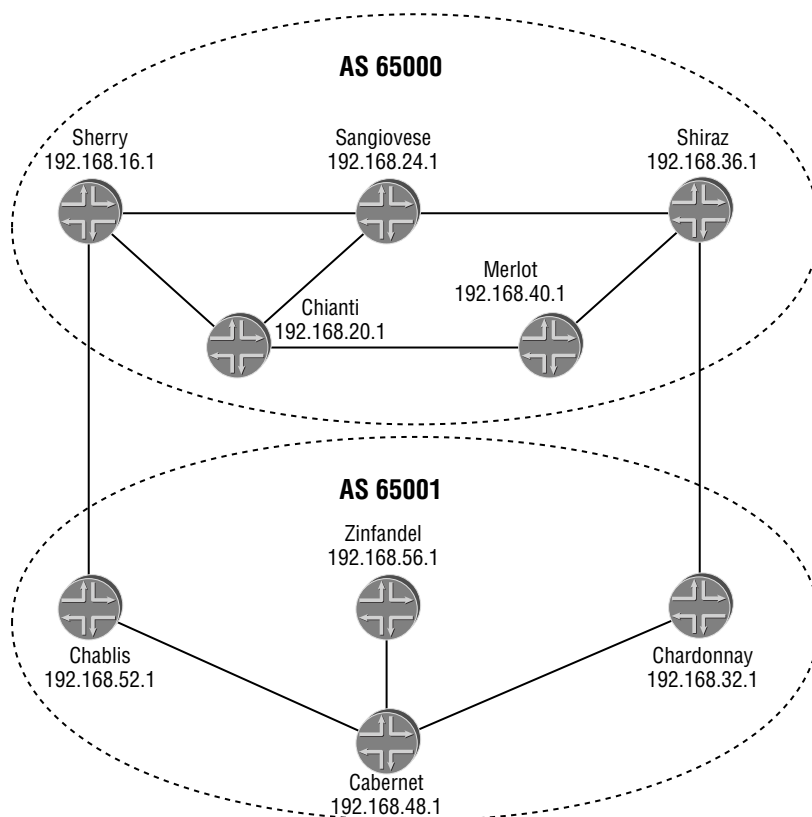 AS 65000
Sherry
192.168.16.1
Sangiovese
192.168.24.1
Shiraz
192.168.36.1
Merlot
192.168.40.1
Chianti
192.168.20.1
AS 65001
Zinfandel
192.168.56.1
Chablis
192.168.52.1
Chardonnay
192.168.32.1
Cabernet
192.168.48.1